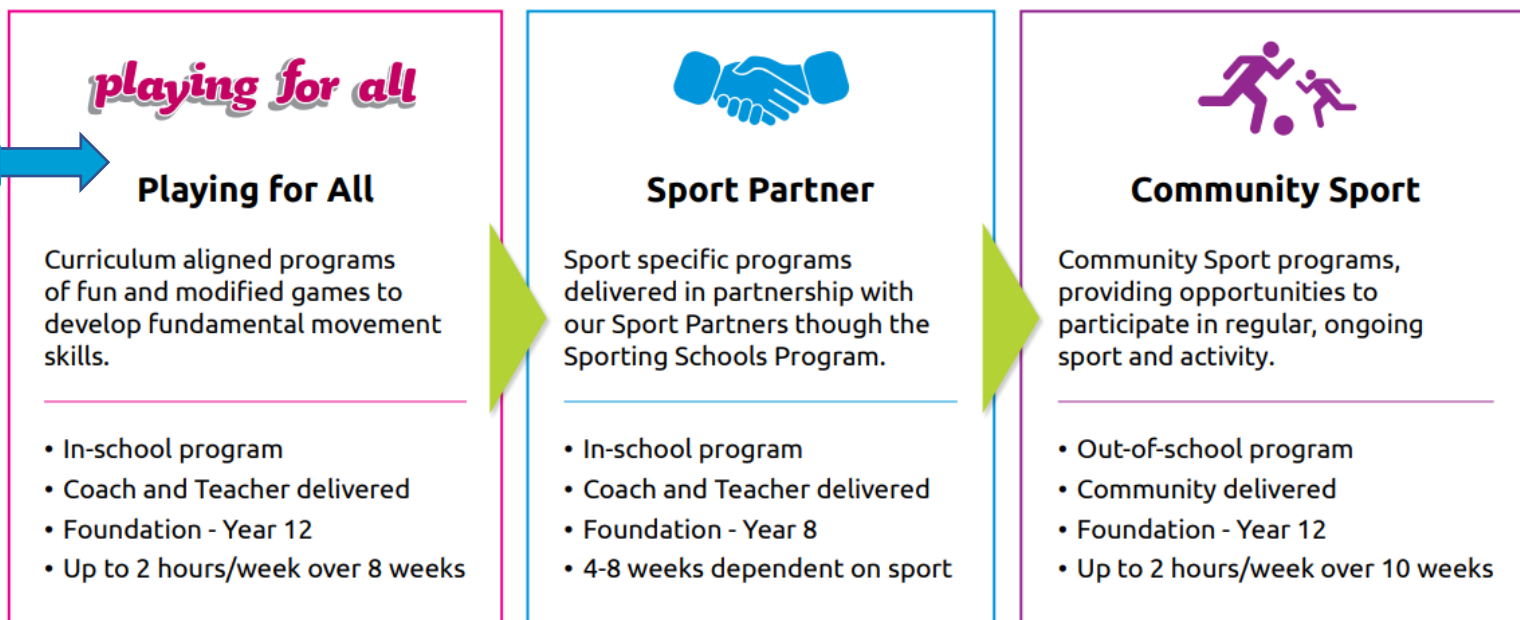 playing for all
Playing for All
Curriculum aligned programs
of fun and modified games to
develop fundamental movement
skills.
• In-school program
• Coach and Teacher delivered
• Foundation - Year 12
• Up to 2 hours/week over 8 weeks
Sport Partner
Sport specific programs
delivered in partnership with
our Sport Partners though the
Sporting Schools Program.
• In-school program
• Coach and Teacher delivered
• Foundation - Year 8
• 4-8 weeks dependent on sport
Community Sport
Community Sport programs,
providing opportunities to
participate in regular, ongoing
sport and activity.
• Out-of-school program
• Community delivered
• Foundation - Year 12
• Up to 2 hours/week over 10 weeks